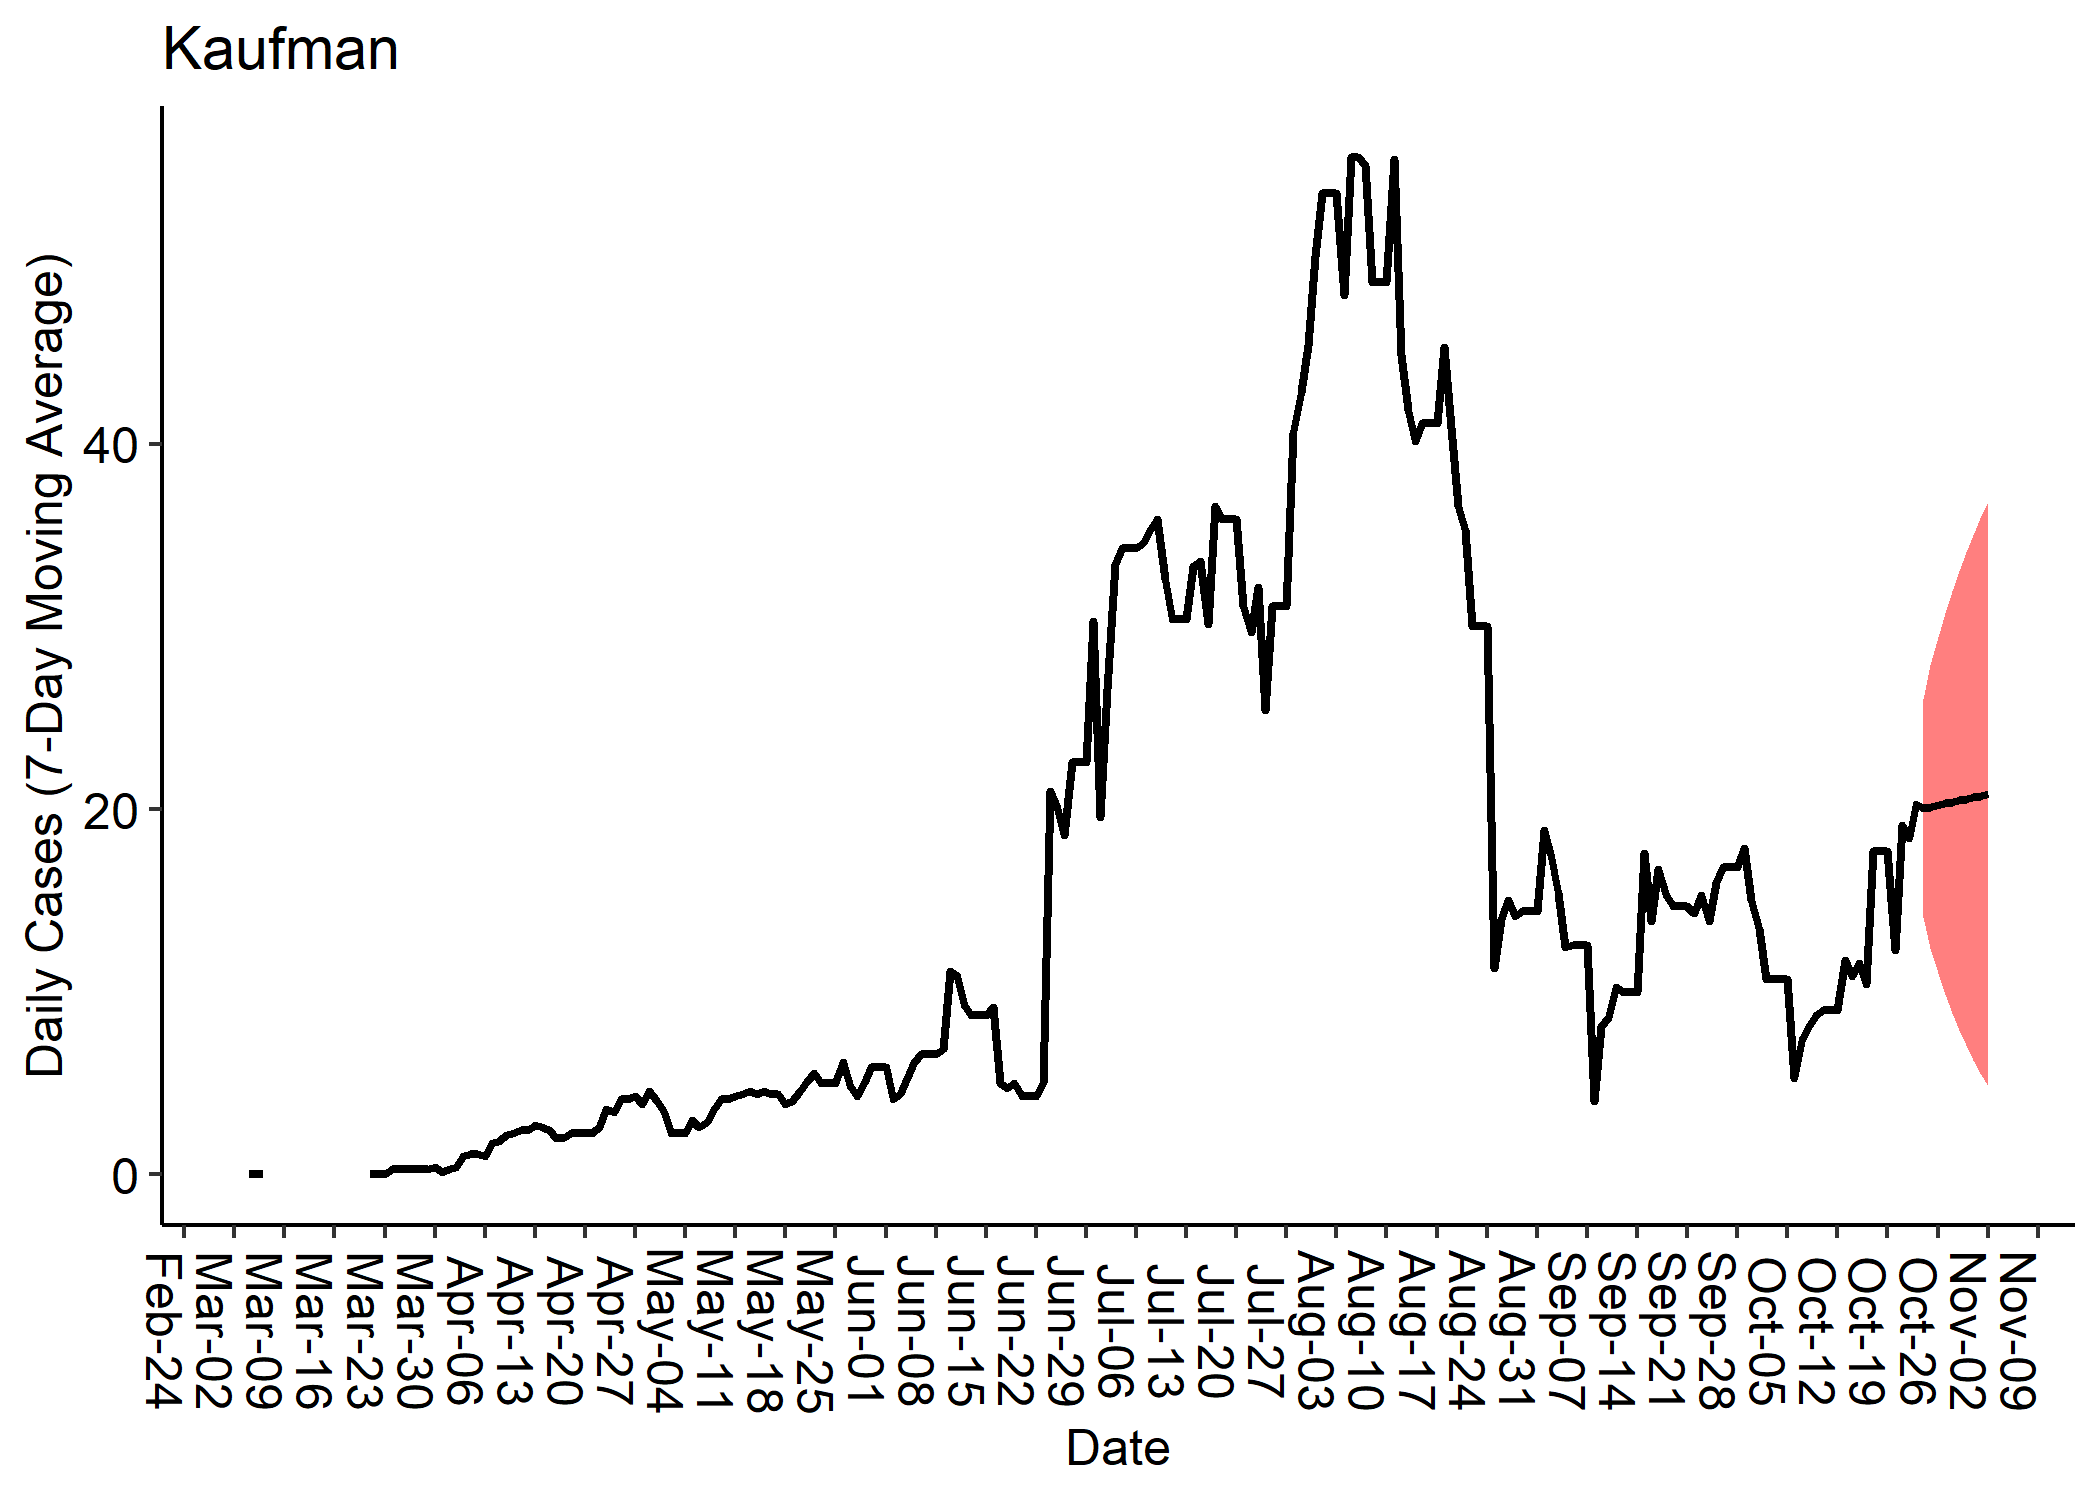 Kaufman
Daily Cases (7-Day Moving Average)
40
20
0
Feb-24
Mar-02
Mar-09
Mar-16
Mar-23
Mar-30
Apr-06
Apr-13
Apr-20
Apr-27
May-04
May-11
May-18
May-25
Jun-01
Jun-08
Jun-15
Jun-22
Jun-29
Jul-06
Jul-13
Jul-20
Jul-27
Aug-03
Aug-10
Aug-17
Aug-24
Aug-31
Sep-07
Sep-14
Sep-21
Sep-28
Oct-05
Oct-12
Oct-19
Oct-26
Nov-02
Nov-09
Date